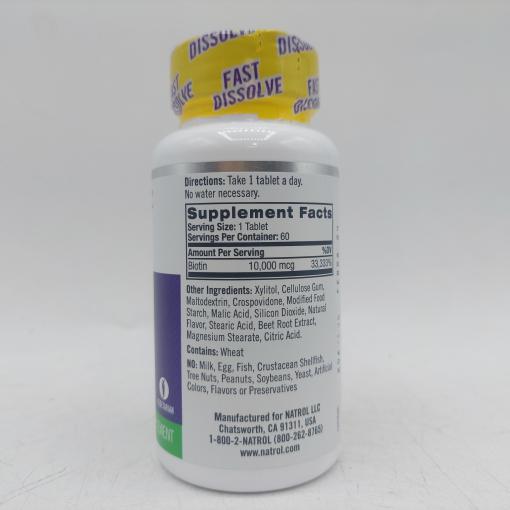 DISSOLVE
FAST
DISSOLVE
Directions: Take 1 tablet a day.
No water necessary.
Supplement Facts
Serving Size: 1 Tablet
Servings Per Container: 60
Amount Per Serving %DV
Biotin 10,000 mcg 33,333%
Other Ingredients: Xylitol, Cellulose Gum,
Maltodextrin, Crospovidone, Modified Food
Starch, Malic Acid, Silicon Dioxide, Natural
Flavor, Stearic Acid, Beet Root Extract,
Magnesium Stearate, Citric Acid.
Contains: Wheat
NO: Milk, Egg, Fish, Crustacean Shellfish,
Tree Nuts, Peanuts, Soybeans, Yeast, Artificial
Colors, Flavors or Preservatives
Manufactured for NATROL LLC
Chatsworth, CA 91311, USA
1-800-2-NATROL (800-262-8765)
www.natrol.com